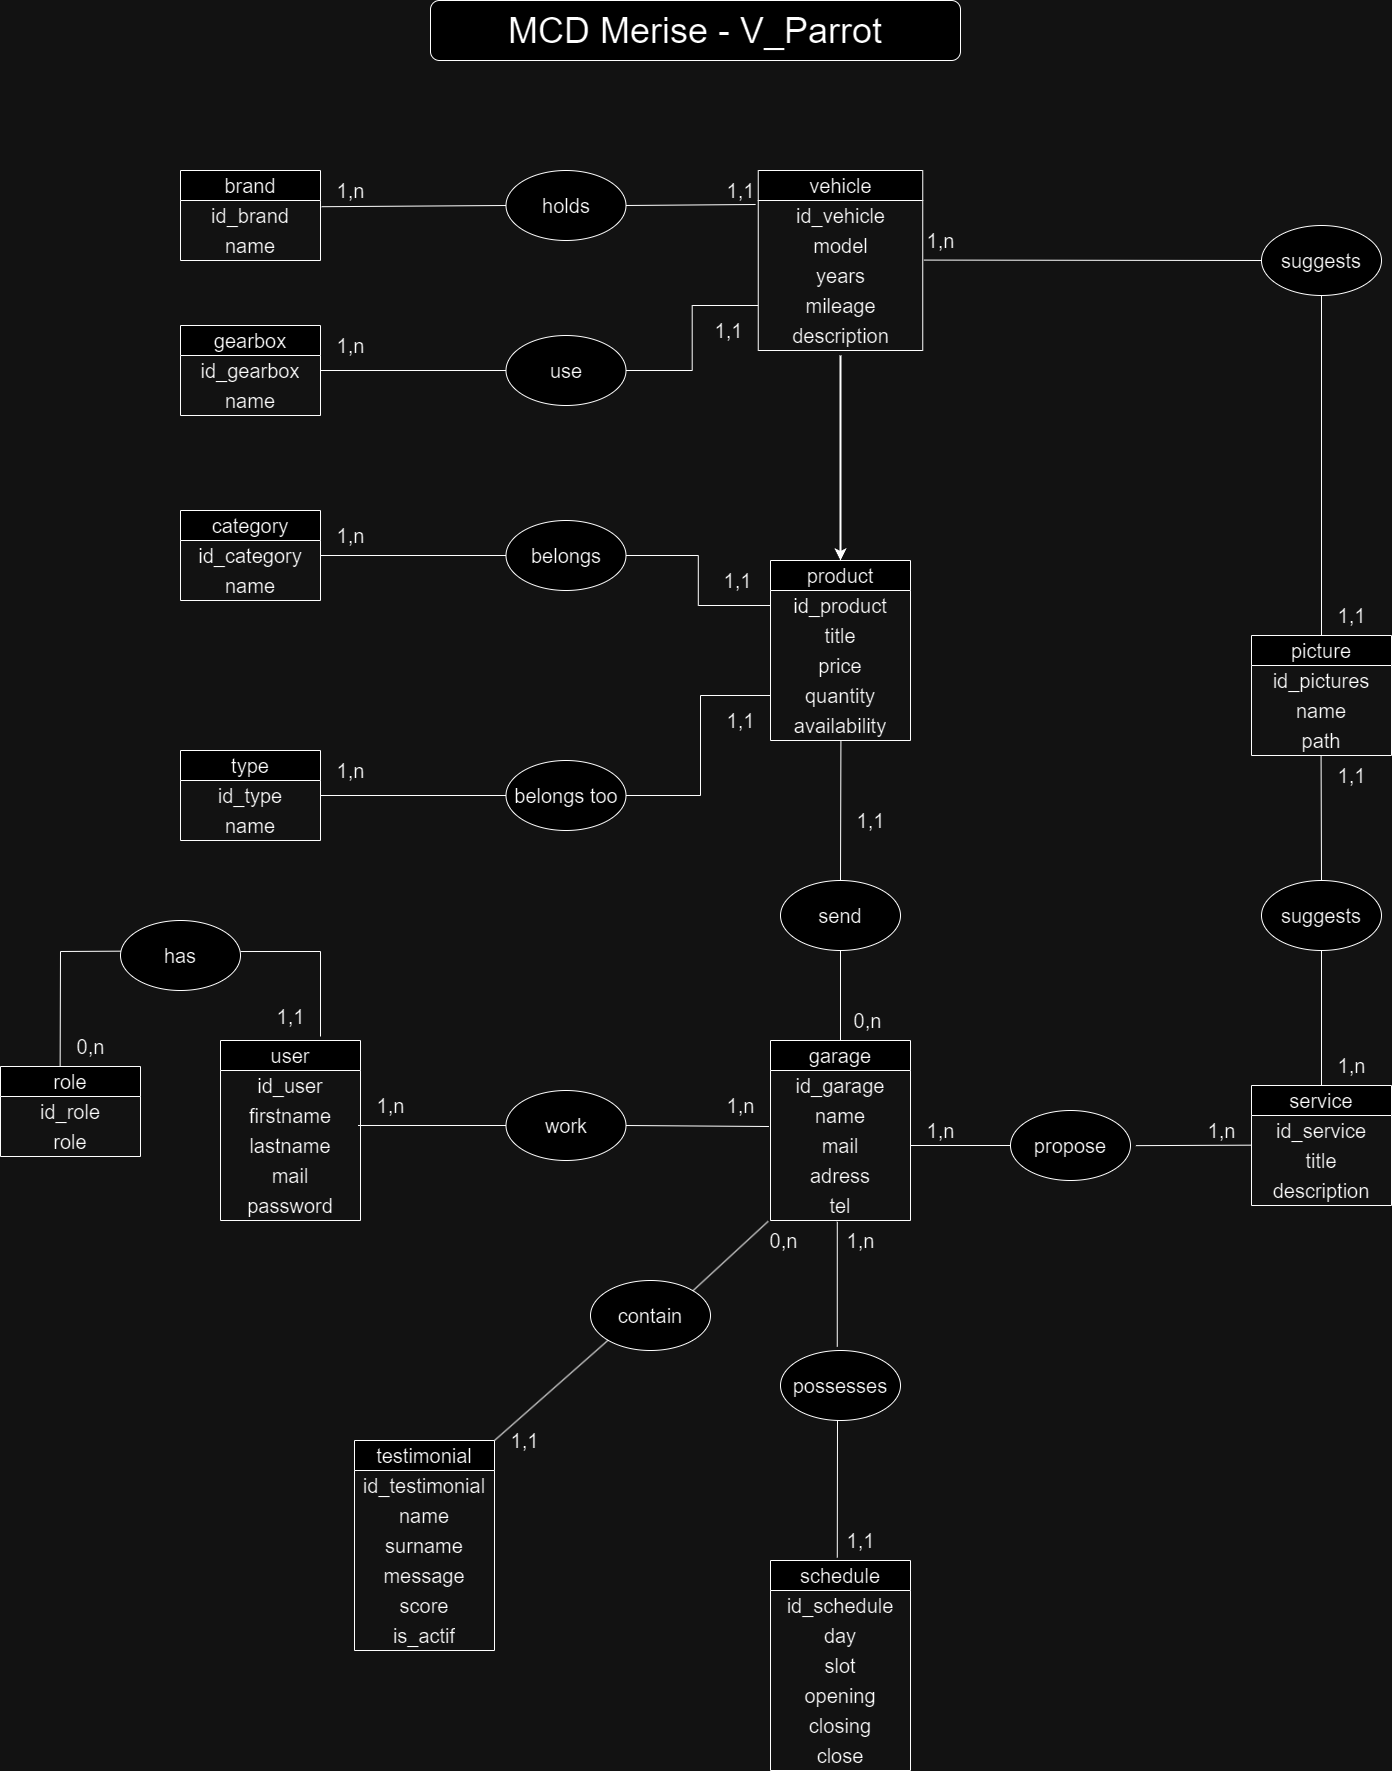 MCD Merise - V_Parrot
brand
id_brand
name
1,n
holds
1,1
vehicle
id_vehicle
model
years
mileage
description
1,n
suggests
gearbox
id_gearbox
name
1,n
use
1,1
category
id_category
name
1,n
belongs
1,1
product
id_product
title
price
quantity
availability
1,1
picture
id_pictures
name
path
1,1
type
id_type
name
1,n
belongs too
1,1
1,1
send
0,n
suggests
1,n
has
1,1
0,n
role
id_role
role
user
id_user
firstname
lastname
mail
password
1,n
work
1,n
garage
id_garage
name
mail
adress
tel
1,n
propose
1,n
service
id_service
title
description
0,n
1,n
contain
possesses
1,1
testimonial
id_testimonial
name
surname
message
score
is_actif
1,1
schedule
id_schedule
day
slot
opening
closing
close